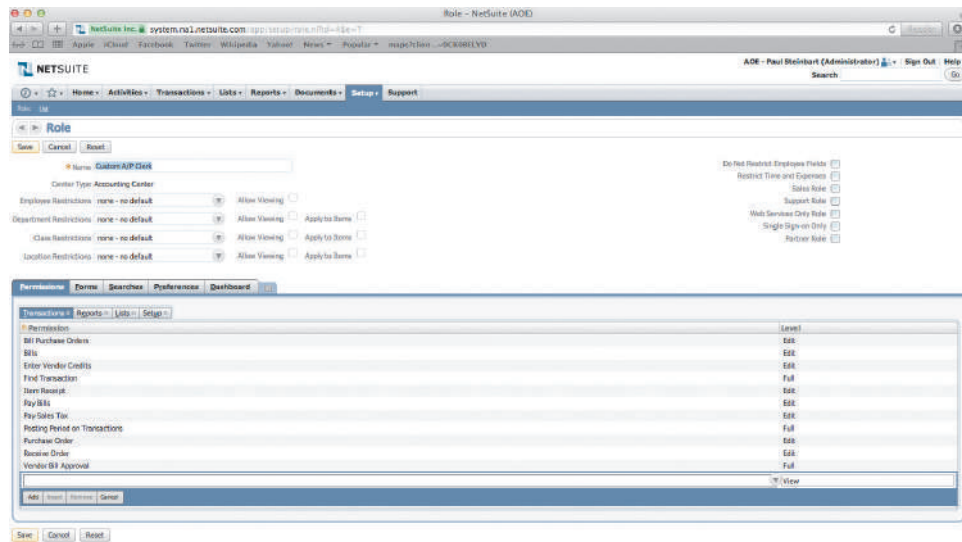 Role - NetSuite (AOE)
NetSuite Inc. system.na1.netsuite.com
Apple iCloud Facebook Twitter Wikipedia Yahoo! News Popular
NETSUITE
AOE - Paul Steinbart (Administrator) Sign Out Help
Search Go
Home Activities Transactions Lists Reports Documents Setup Support
Role List
Role
Save Cancel Reset
Name Custom A/P Clerk
Center Type Accounting Center
Employee Restrictions none - no default Allow Viewing
Department Restrictions none - no default Allow Viewing Apply to Items
Class Restrictions none - no default Allow Viewing Apply to Items
Location Restrictions none - no default Allow Viewing Apply to Items
Do Not Restrict Employee Fields
Restrict Time and Expenses
Sales Role
Support Role
Web Services Only Role
Single Sign-on Only
Partner Role
Permissions Forms Searches Preferences Dashboard
Transactions Reports Lists Setup
Permission Level
Bill Purchase Orders Edit
Bills Edit
Enter Vendor Credits Edit
Find Transaction Full
Item Receipt Edit
Pay Bills Edit
Pay Sales Tax Edit
Posting Period on Transactions Full
Purchase Order Edit
Receive Order Edit
Vendor Bill Approval Full
View
Add Insert Remove Cancel
Save Cancel Reset